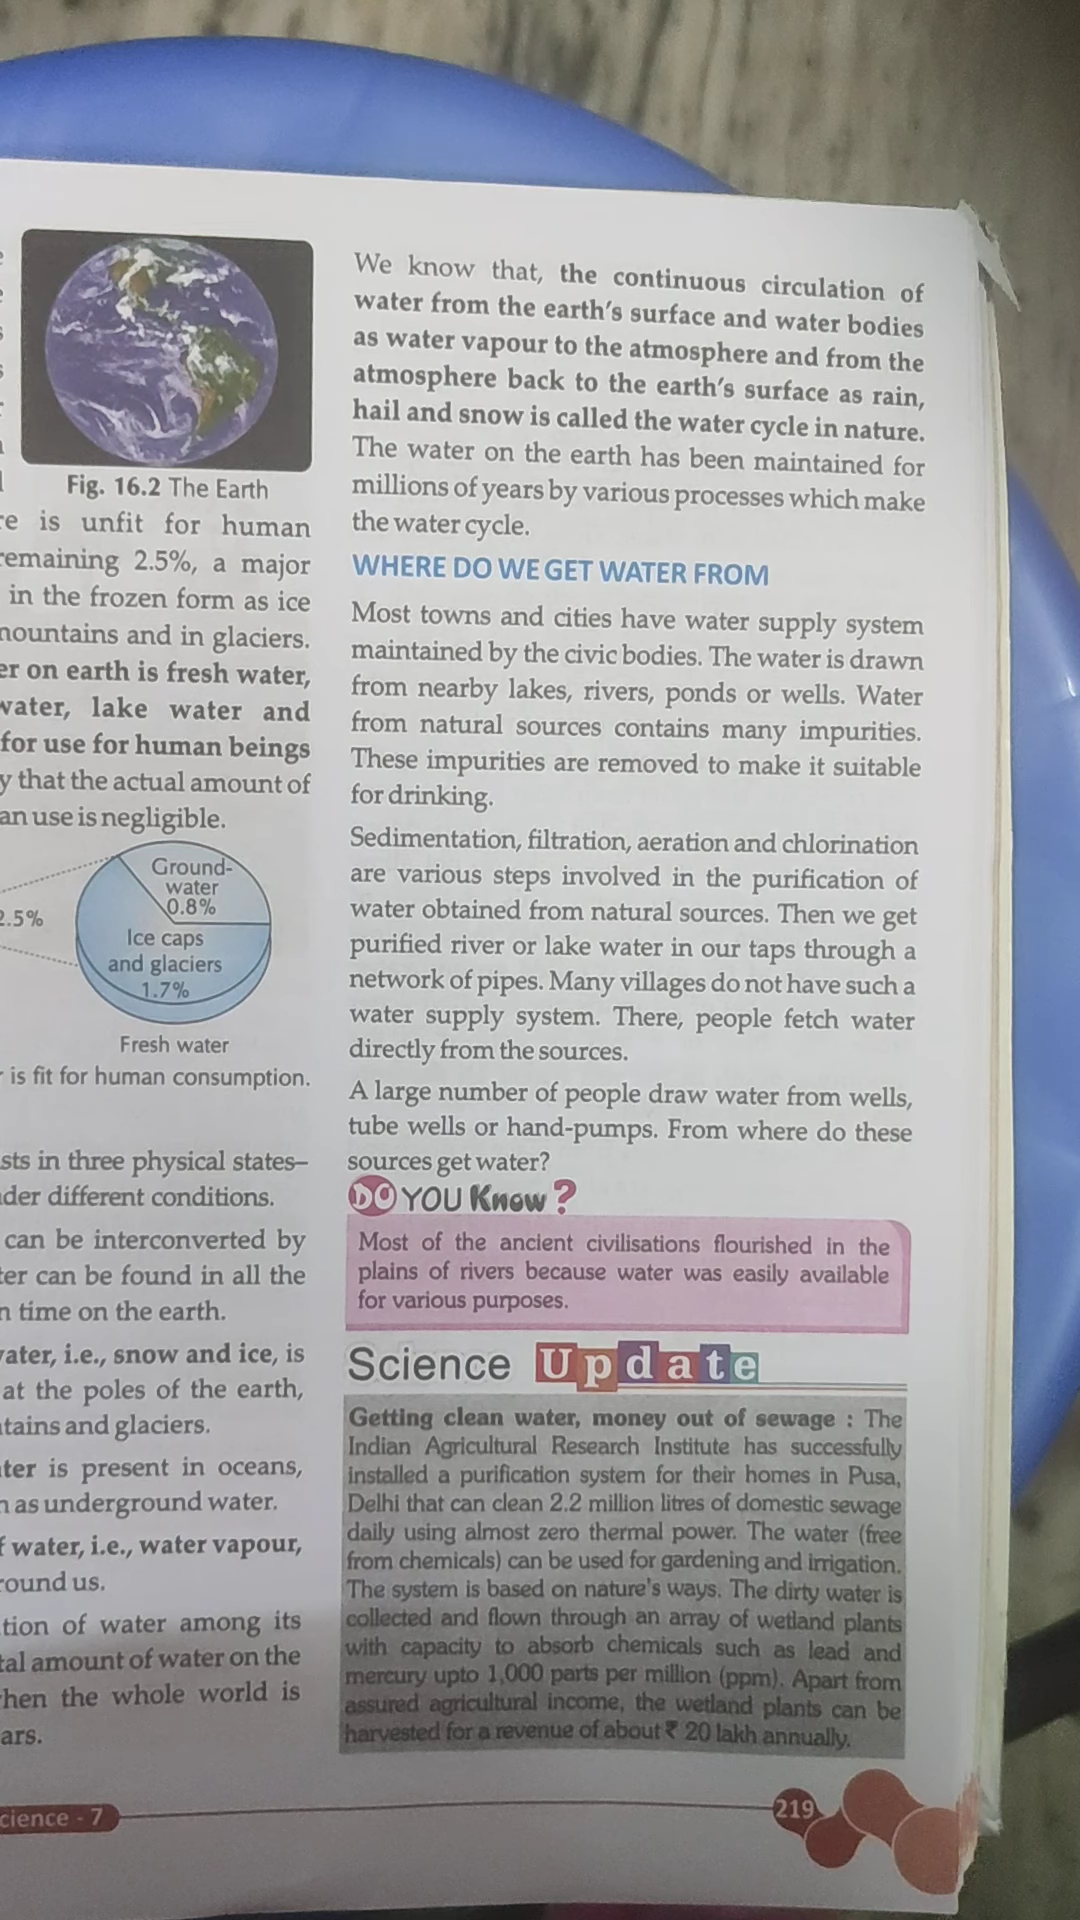 Fig. 16.2 The Earth
is unfit for human
remaining 2.5%, a major
in the frozen form as ice
mountains and in glaciers.
on earth is fresh water,
water, lake water and
for use for human beings
that the actual amount of
use is negligible.
Ground-
water
0.8%
2.5%
Ice caps
and glaciers
1.7%
Fresh water
is fit for human consumption.
in three physical states–
different conditions.
can be interconverted by
can be found in all the
time on the earth.
water, i.e., snow and ice, is
at the poles of the earth,
and glaciers.
is present in oceans,
as underground water.
water, i.e., water vapour,
us.
of water among its
amount of water on the
the whole world is
We know that, the continuous circulation of
water from the earth's surface and water bodies
as water vapour to the atmosphere and from the
atmosphere back to the earth's surface as rain,
hail and snow is called the water cycle in nature.
The water on the earth has been maintained for
millions of years by various processes which make
the water cycle.
WHERE DO WE GET WATER FROM
Most towns and cities have water supply system
maintained by the civic bodies. The water is drawn
from nearby lakes, rivers, ponds or wells. Water
from natural sources contains many impurities.
These impurities are removed to make it suitable
for drinking.
Sedimentation, filtration, aeration and chlorination
are various steps involved in the purification of
water obtained from natural sources. Then we get
purified river or lake water in our taps through a
network of pipes. Many villages do not have such a
water supply system. There, people fetch water
directly from the sources.
A large number of people draw water from wells,
tube wells or hand-pumps. From where do these
sources get water?
DO YOU Know?
Most of the ancient civilisations flourished in the
plains of rivers because water was easily available
for various purposes.
Science Update
Getting clean water, money out of sewage : The
Indian Agricultural Research Institute has successfully
installed a purification system for their homes in Pusa,
Delhi that can clean 2.2 million litres of domestic sewage
daily using almost zero thermal power. The water (free
from chemicals) can be used for gardening and irrigation.
The system is based on nature's ways. The dirty water is
collected and flown through an array of wetland plants
with capacity to absorb chemicals such as lead and
mercury upto 1,000 parts per million (ppm). Apart from
assured agricultural income, the wetland plants can be
harvested for a revenue of about ₹ 20 lakh annually.
- 7
219